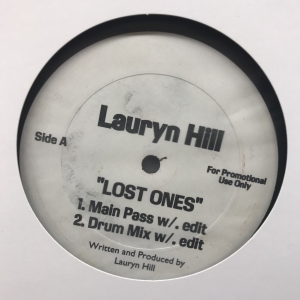 Lauryn Hill
Side A
For Promotional
Use Only
"LOST ONES"
1. Main Pass w/. edit
2. Drum Mix w/. edit
Written and Produced by
Lauryn Hill